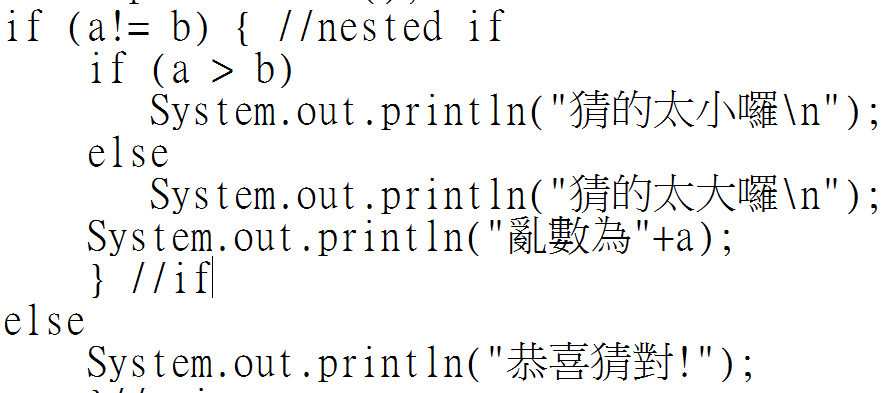 if (a!= b) { //nested if
if (a > b)
System.out.println("猜的太小囉\n");
else
System.out.println("猜的太大囉\n");
System.out.println("亂數為"+a);
} //if
else
System.out.println("恭喜猜對!");